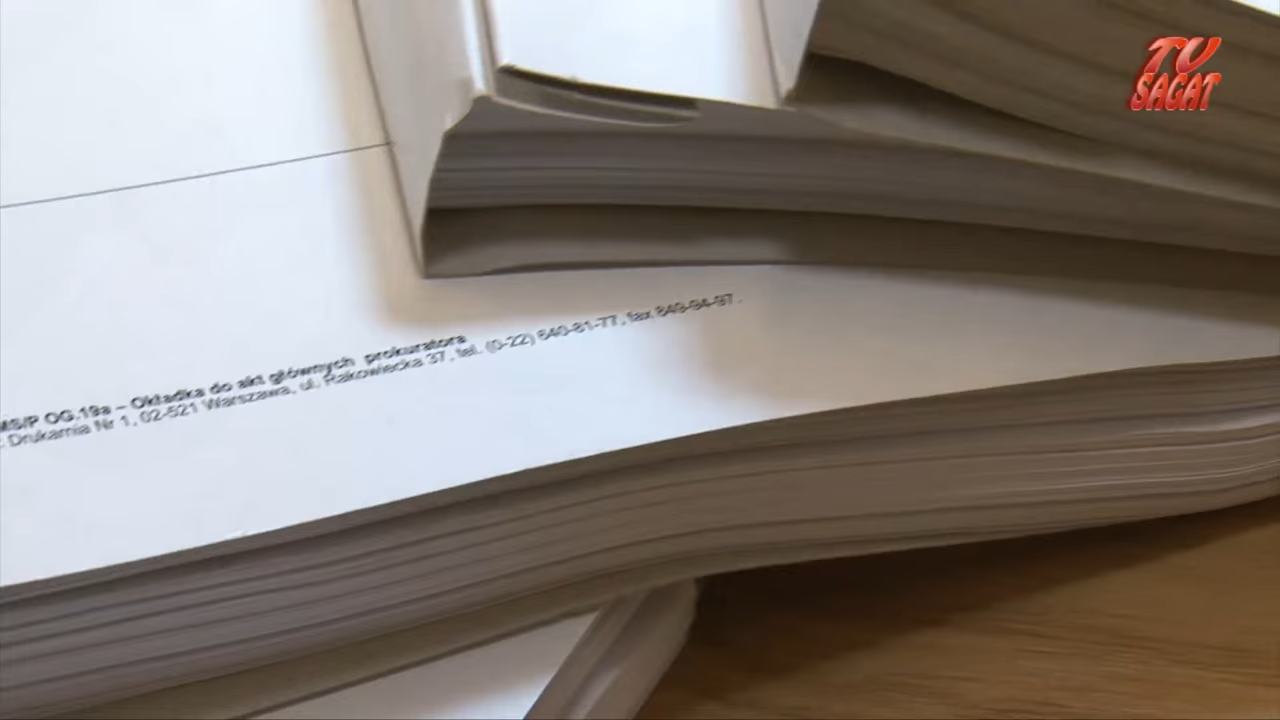 TV
SAGAT
MS/P OG.19a – Okładka do akt głównych prokuratora
. Drukarnia Nr 1, 02-521 Warszawa, ul. Rakowiecka 37, tel. (0-22) 640-81-77, fax 849-94-97.